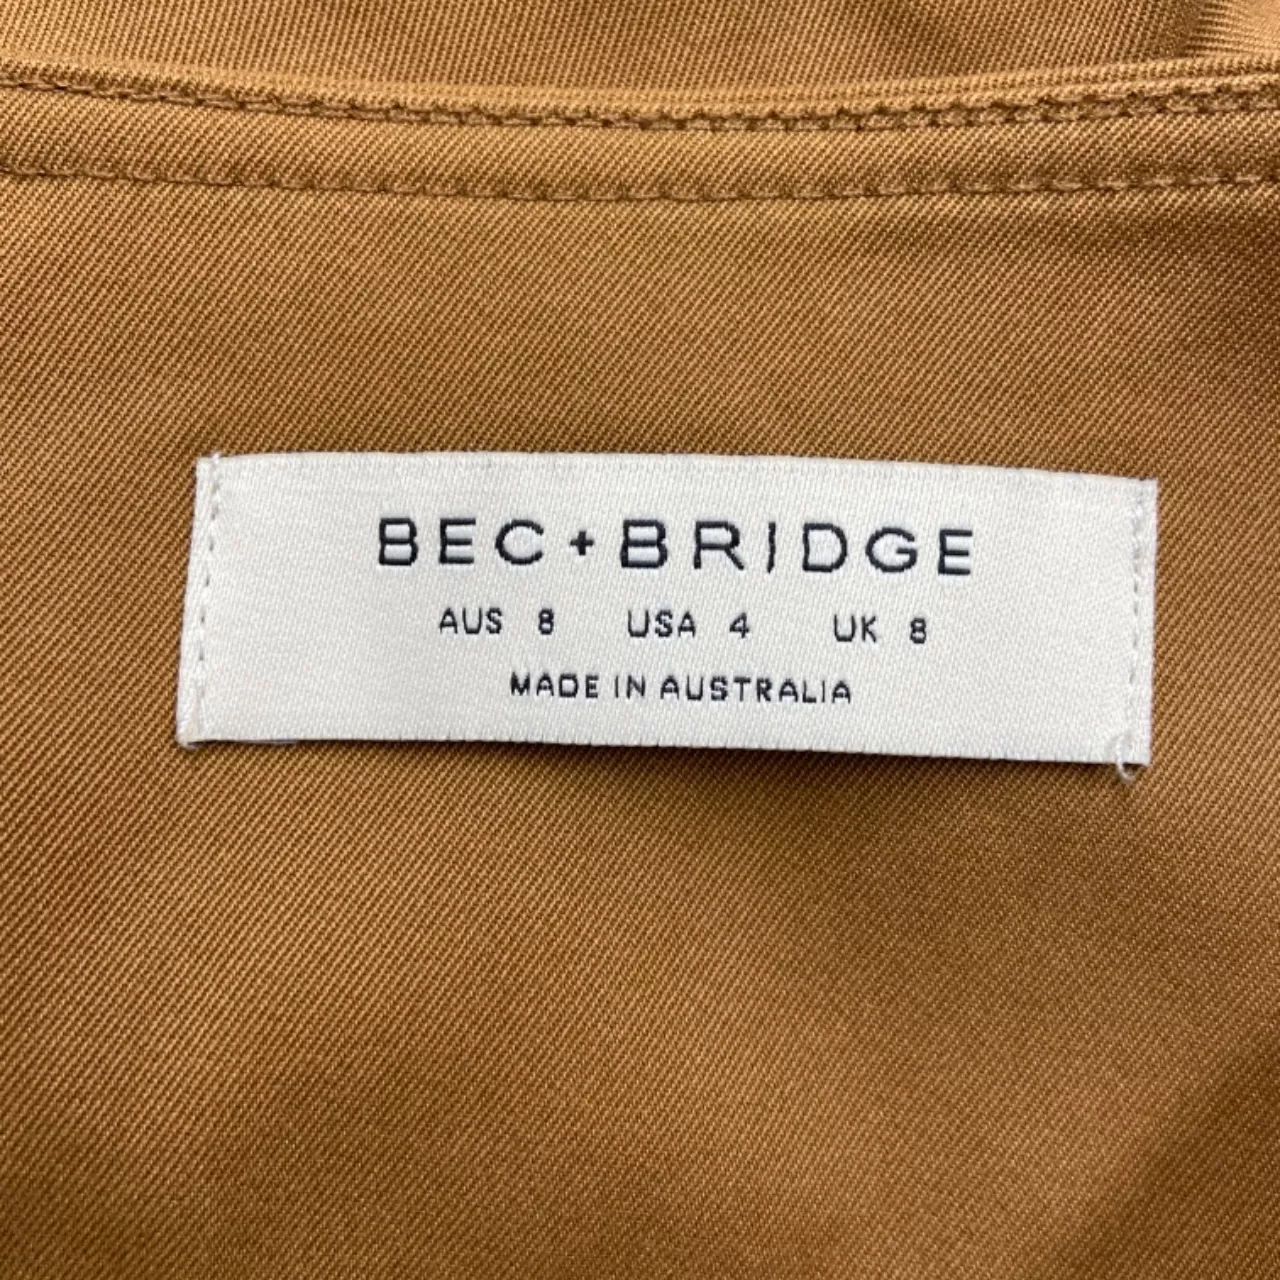 BEC+BRIDGE
AUS 8 USA 4 UK 8
MADE IN AUSTRALIA